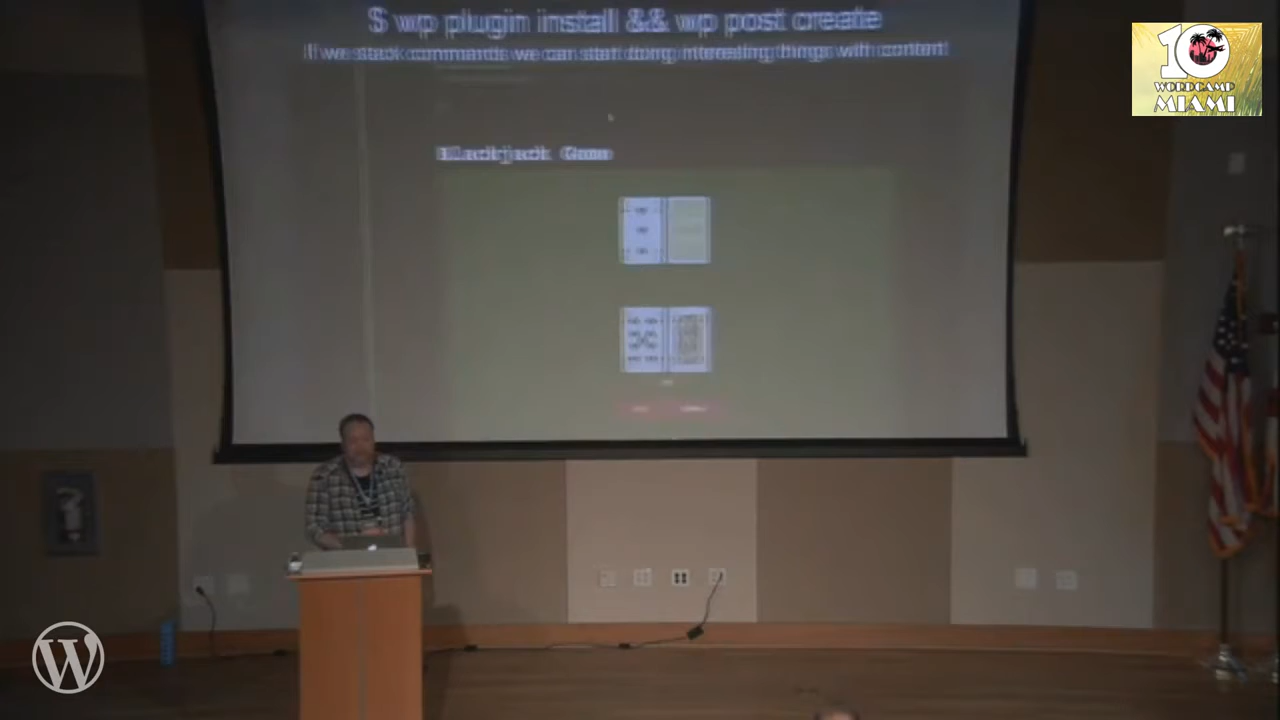 $ wp plugin install && wp post create
If we stack commands, we can start doing interesting things with content
Blackjack Game
10
WORDCAMP
MIAMI
W